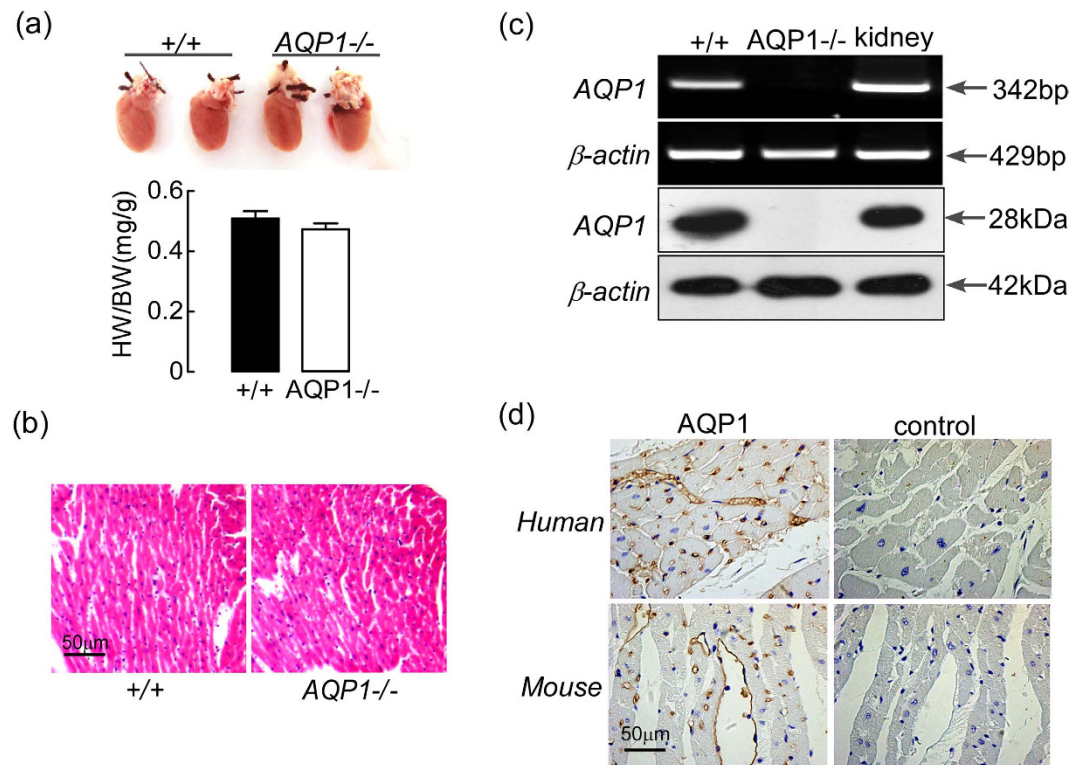 (a)
+/+ AQP1-/-
0.6
0.4
0.2
0
HW/BW(mg/g)
+/+ AQP1-/-
(b)
50μm
+/+ AQP1-/-
(c)
+/+ AQP1-/- kidney
AQP1 342bp
β-actin 429bp
AQP1 28kDa
β-actin 42kDa
(d)
AQP1 control
Human
Mouse
50μm